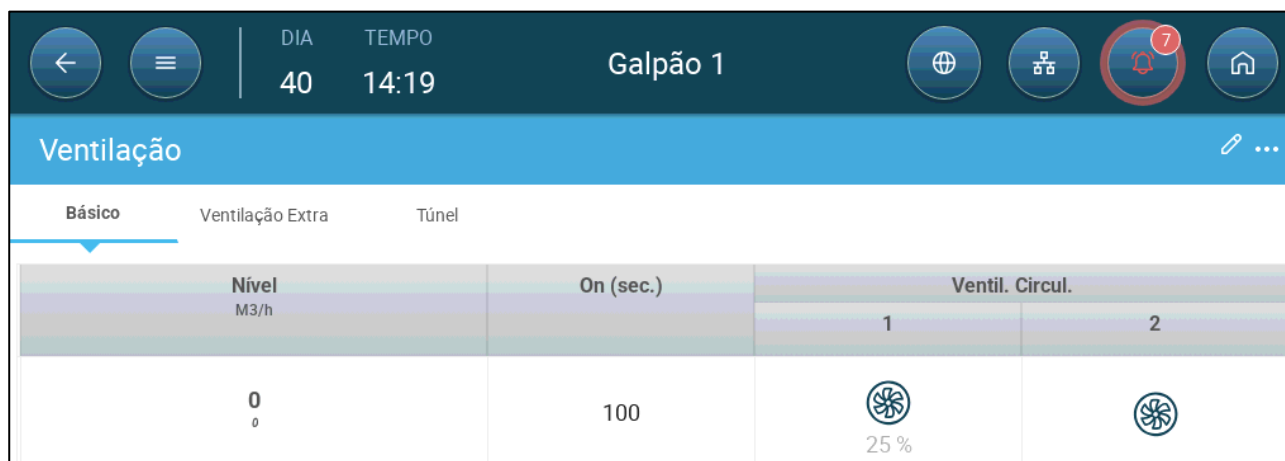 DIA TEMPO
40 14:19 Galpão 1 7
Ventilação
Básico Ventilação Extra Túnel
Nível On (sec.) Ventil. Circul.
M3/h
1 2
0 100
0
25 %